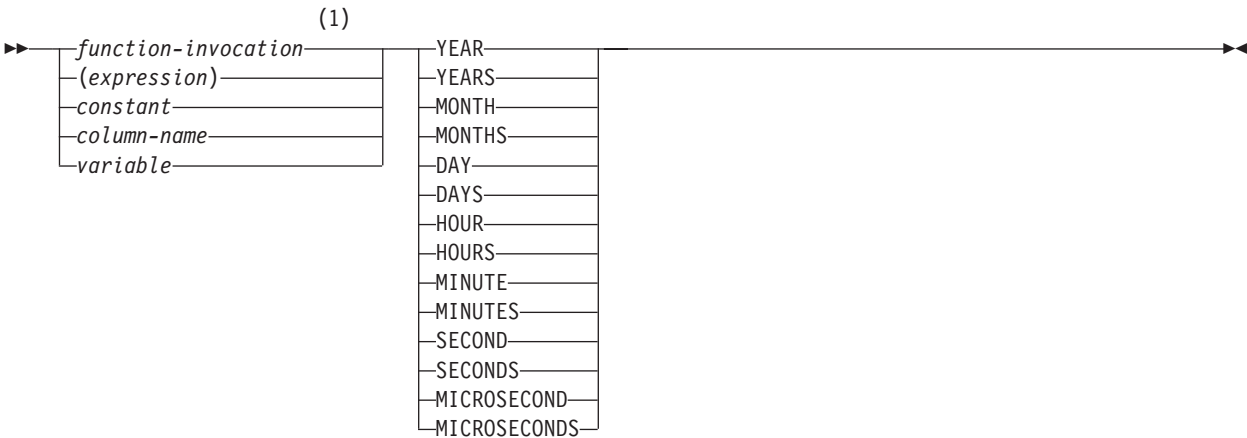 (1)
function-invocation YEAR
(expression) YEARS
constant MONTH
column-name MONTHS
variable DAY
DAYS
HOUR
HOURS
MINUTE
MINUTES
SECOND
SECONDS
MICROSECOND
MICROSECONDS